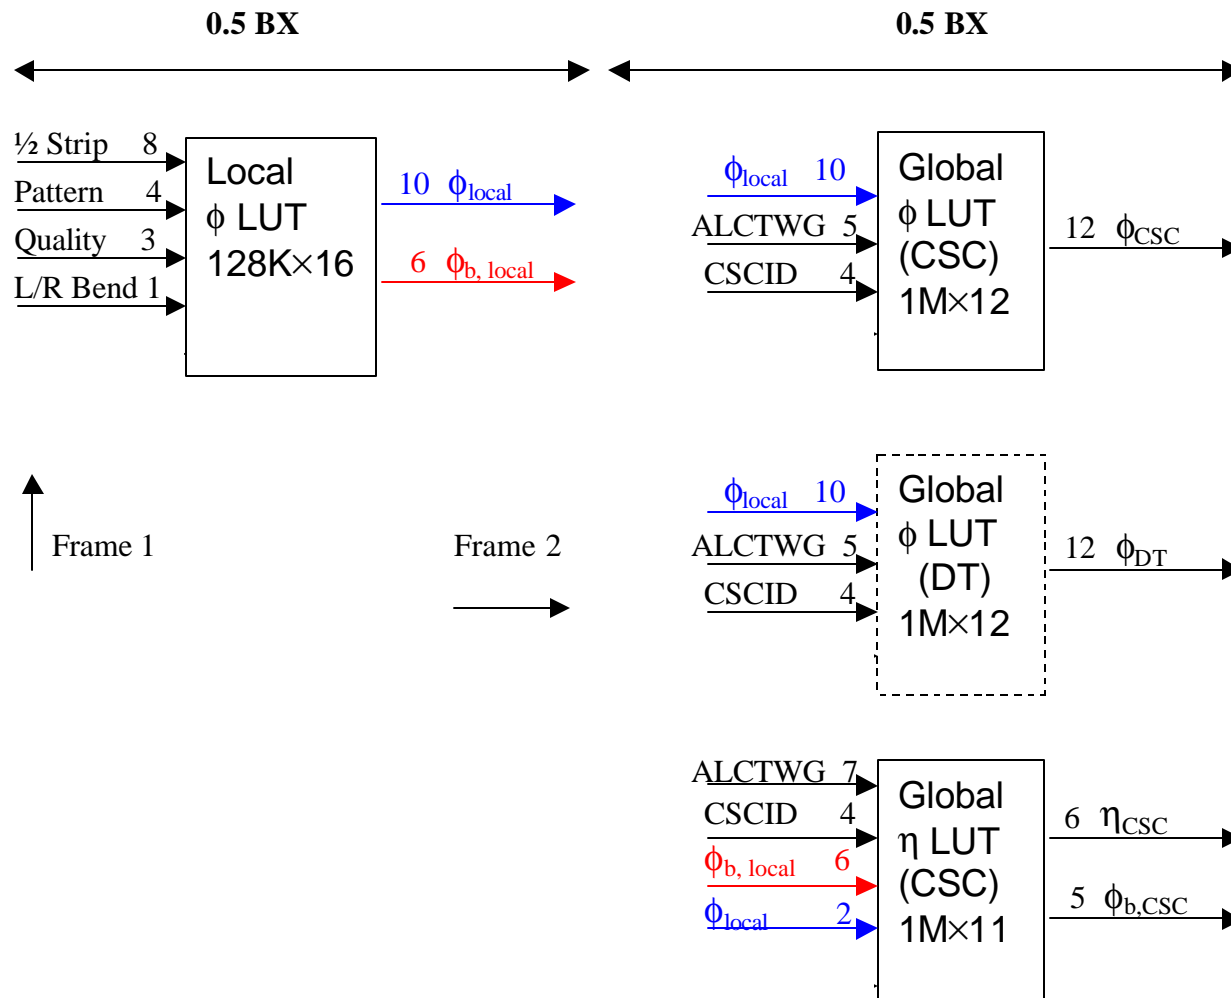 0.5 BX
0.5 BX
½ Strip 8
Pattern 4
Quality 3
L/R Bend 1
Local
ϕ LUT
128K×16
10 ϕlocal
6 ϕb, local
ϕlocal 10
ALCTWG 5
CSCID 4
Global
ϕ LUT
(CSC)
1M×12
12 ϕCSC
Frame 1
Frame 2
ϕlocal 10
ALCTWG 5
CSCID 4
Global
ϕ LUT
(DT)
1M×12
12 ϕDT
ALCTWG 7
CSCID 4
ϕb, local 6
ϕlocal 2
Global
η LUT
(CSC)
1M×11
6 ηCSC
5 ϕb,CSC